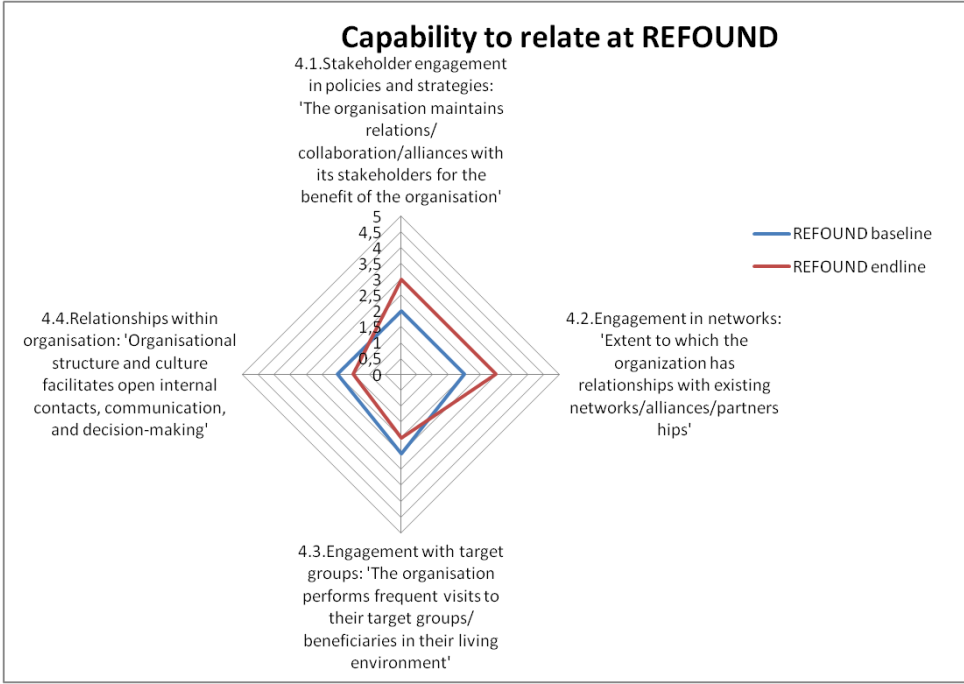 Capability to relate at REFOUND
4.1.Stakeholder engagement
in policies and strategies:
'The organisation maintains
relations/
collaboration/alliances with
its stakeholders for the
benefit of the organisation'
5
4,5
4
3,5
3
2,5
2
1,5
1
0,5
0
REFOUND baseline
REFOUND endline
4.2.Engagement in networks:
'Extent to which the
organization has
relationships with existing
networks/alliances/partners
hips'
4.3.Engagement with target
groups: 'The organisation
performs frequent visits to
their target groups/
beneficiaries in their living
environment'
4.4.Relationships within
organisation: 'Organisational
structure and culture
facilitates open internal
contacts, communication,
and decision-making'